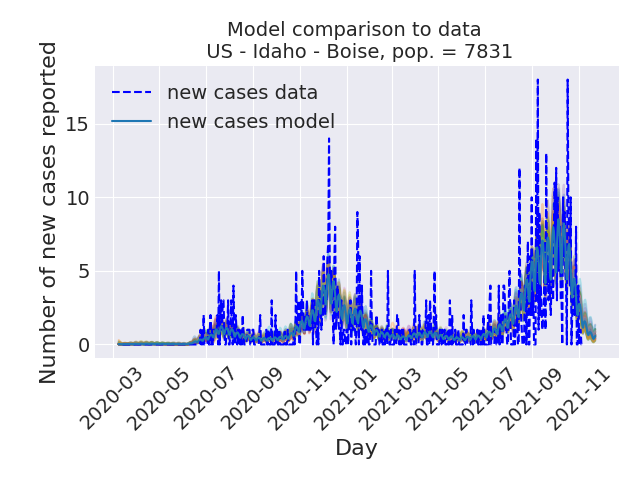 Model comparison to data
US - Idaho - Boise, pop. = 7831
new cases data
new cases model
Number of new cases reported
15
10
5
0
2020-03
2020-05
2020-07
2020-09
2020-11
2021-01
2021-03
2021-05
2021-07
2021-09
2021-11
Day